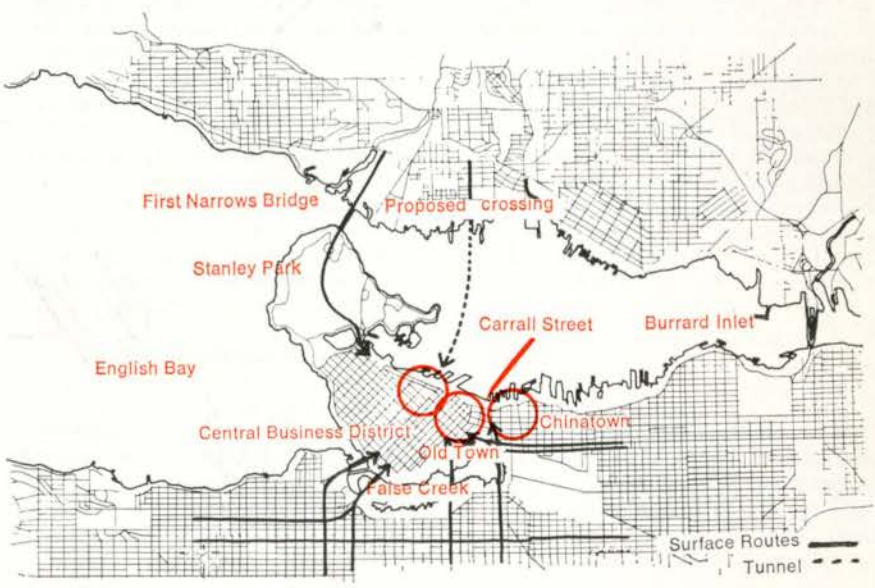 First Narrows Bridge
Proposed crossing
Stanley Park
Carrall Street
Burrard Inlet
English Bay
Central Business District
Chinatown
Old Town
False Creek
Surface Routes
Tunnel